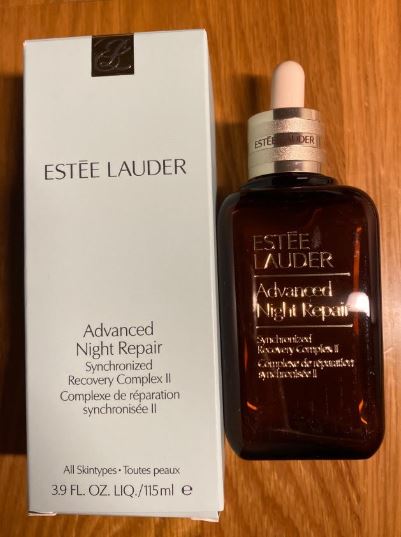 ESTĒE LAUDER
Advanced
Night Repair
Synchronized
Recovery Complex II
Complexe de réparation
synchronisée II
All Skintypes • Toutes peaux
3.9 FL. OZ. LIQ./115ml e
ESTĒE LAUDER
ESTĒE
LAUDER
Advanced
Night Repair
Synchronized
Recovery Complex II
Complexe de réparation
synchronisée II